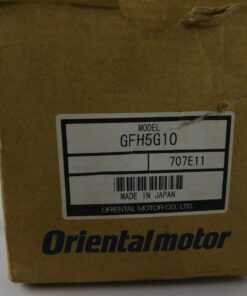 MODEL
GFH5G10
707E11
MADE IN JAPAN
ORIENTAL MOTOR CO. LTD.
Orientalmotor